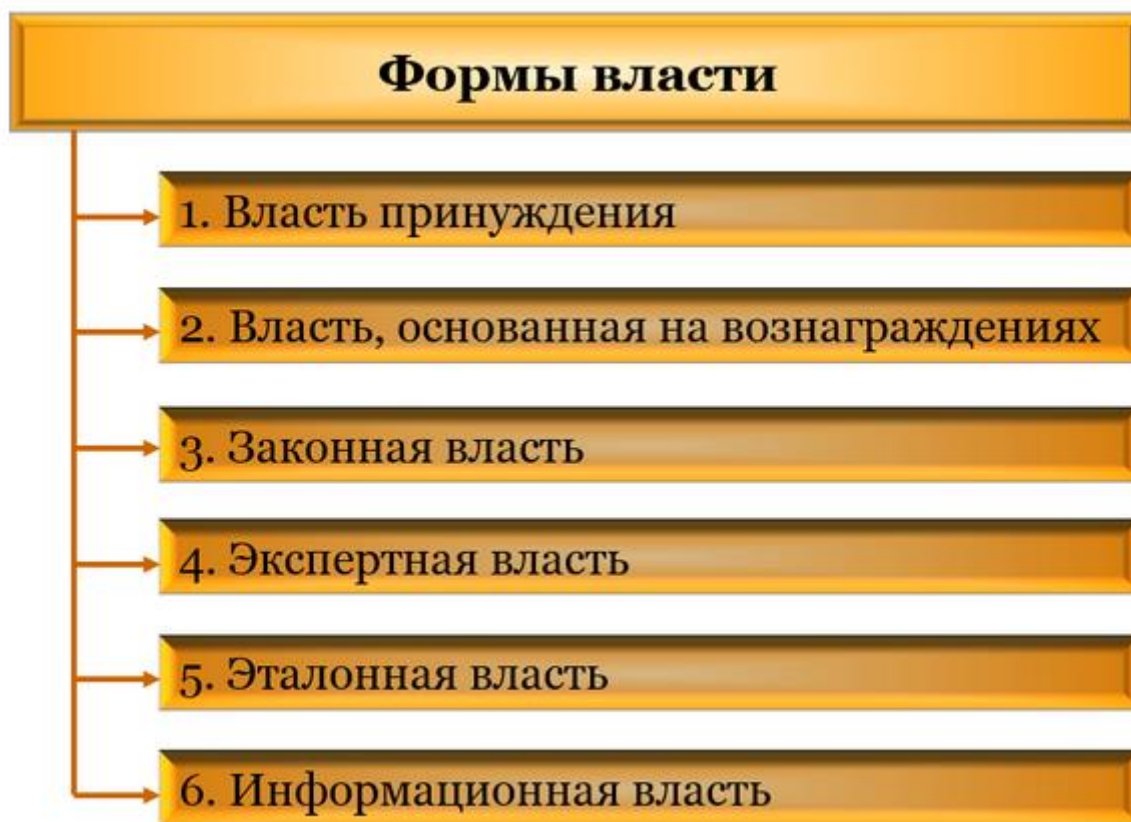 Формы власти
1. Власть принуждения
2. Власть, основанная на вознаграждениях
3. Законная власть
4. Экспертная власть
5. Эталонная власть
6. Информационная власть